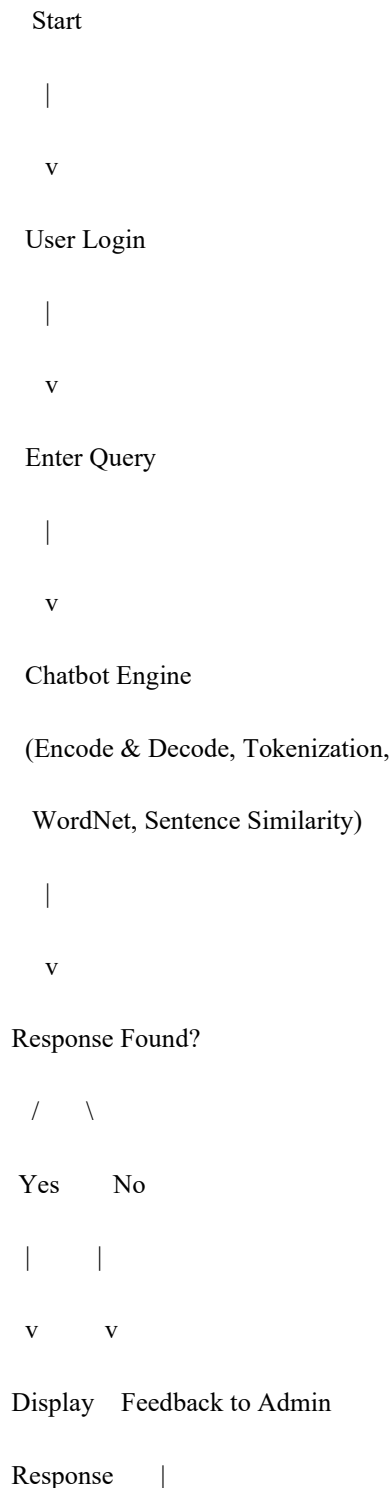 Start
|
v
User Login
|
v
Enter Query
|
v
Chatbot Engine
(Encode & Decode, Tokenization,
WordNet, Sentence Similarity)
|
v
Response Found?
/ \
Yes No
| |
v v
Display Feedback to Admin
Response |